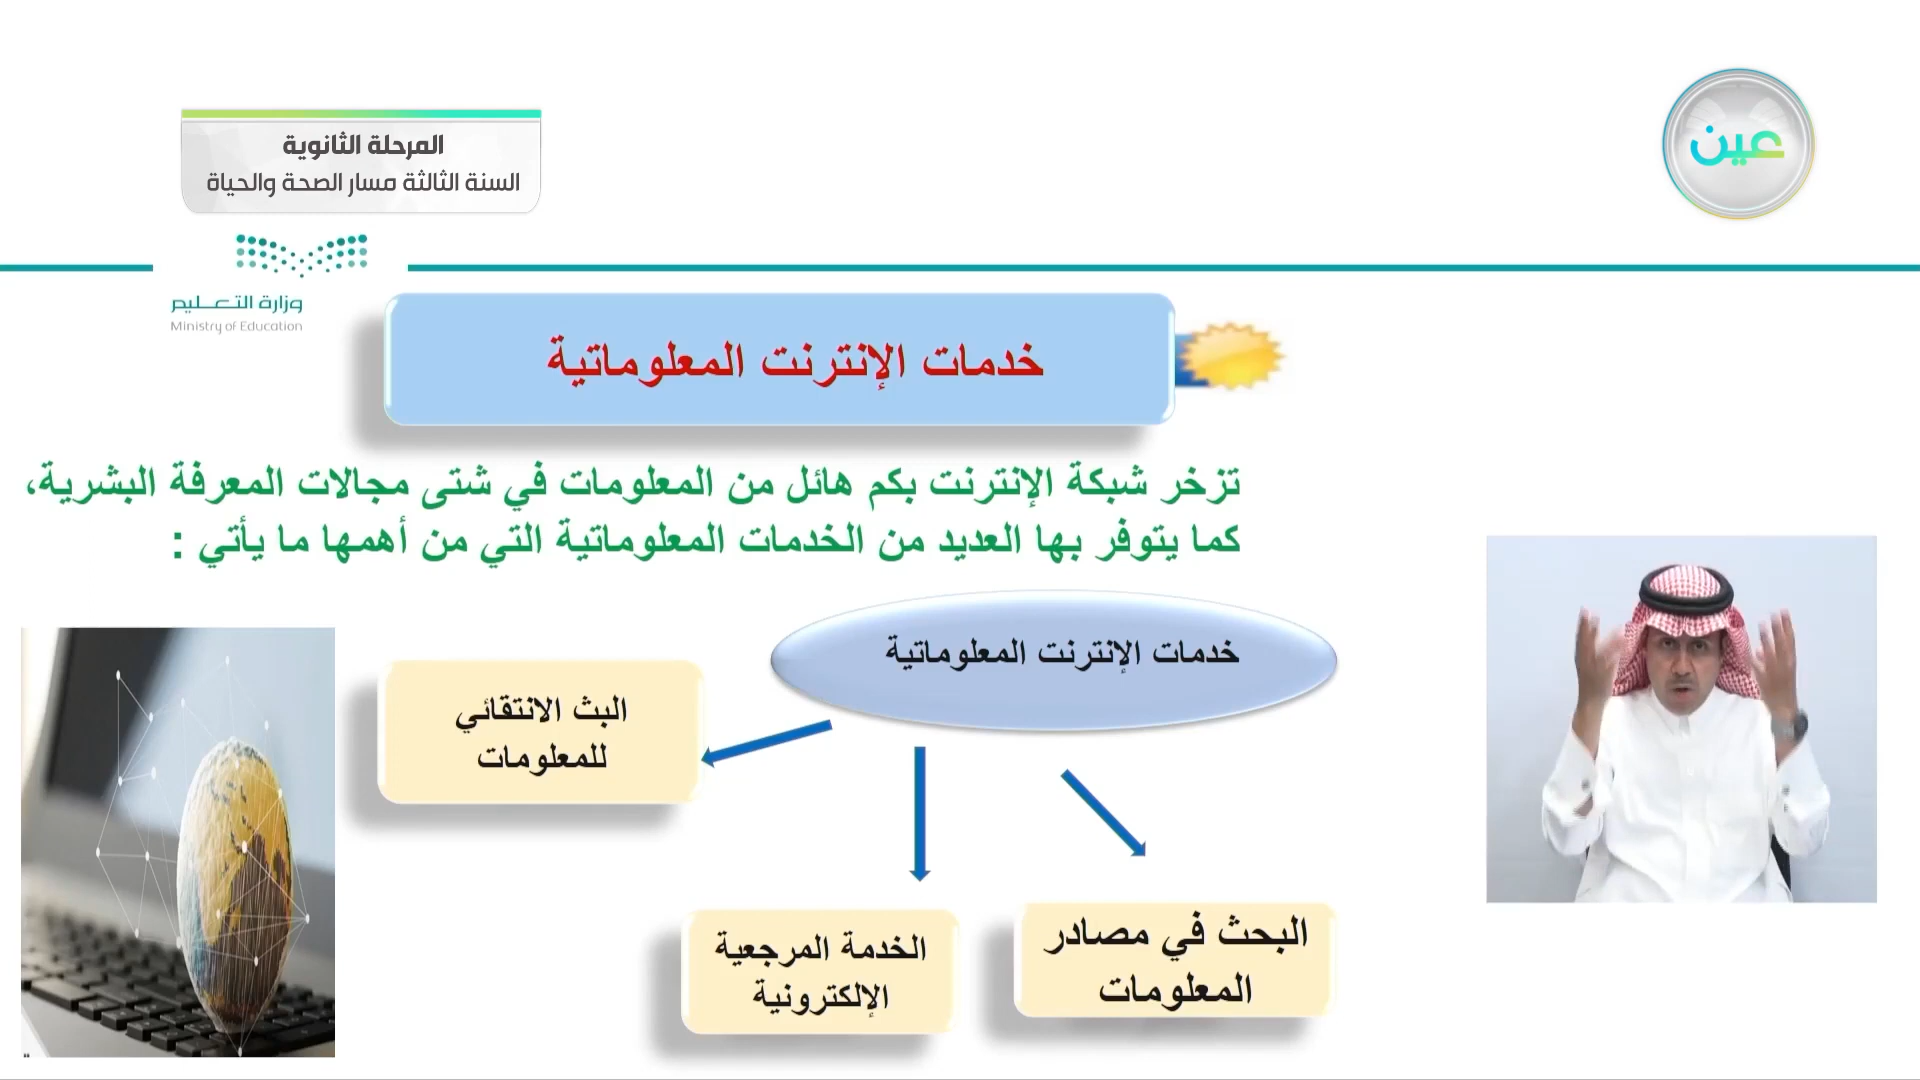 عين
المرحلة الثانوية
السنة الثالثة مسار الصحة والحياة
وزارة التعـــليم
Ministry of Education
خدمات الإنترنت المعلوماتية
تزخر شبكة الإنترنت بكم هائل من المعلومات في شتى مجالات المعرفة البشرية،
كما يتوفر بها العديد من الخدمات المعلوماتية التي من أهمها ما يأتي :
خدمات الإنترنت المعلوماتية
البث الانتقائي
للمعلومات
البحث في مصادر
المعلومات
الخدمة المرجعية
الإلكترونية